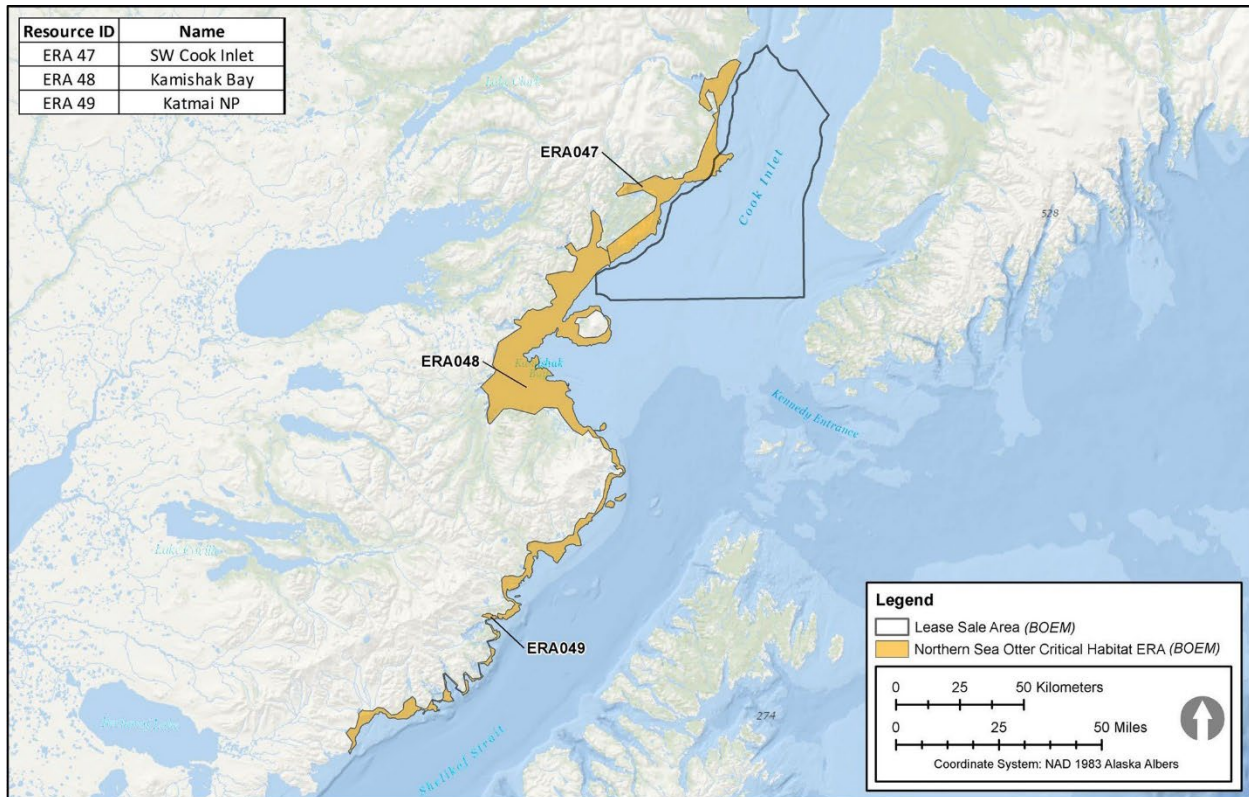 Resource ID Name
ERA 47 SW Cook Inlet
ERA 48 Kamishak Bay
ERA 49 Katmai NP
ERA047
Cook Inlet
528
ERA048
Kamishak
Kennedy Entrance
ERA049
274
Shelikof Strait
Legend
Lease Sale Area (BOEM)
Northern Sea Otter Critical Habitat ERA (BOEM)
0 25 50 Kilometers
0 25 50 Miles
Coordinate System: NAD 1983 Alaska Albers